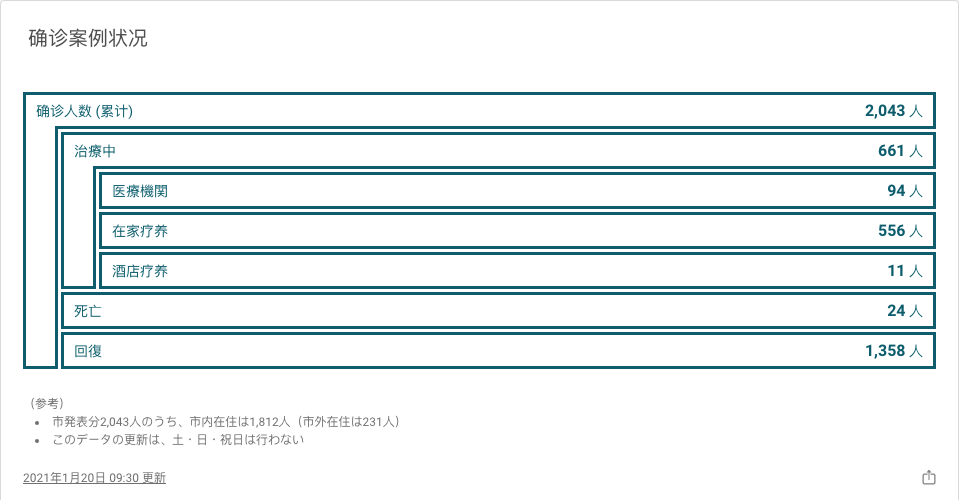 确诊案例状况
确诊人数 (累计) 2,043 人
治療中 661 人
医療機関 94 人
在家疗养 556 人
酒店疗养 11 人
死亡 24 人
回復 1,358 人
(参考)
市発表分2,043人のうち、市内在住は1,812人（市外在住は231人）
このデータの更新は、土・日・祝日は行わない
2021年1月20日 09:30 更新